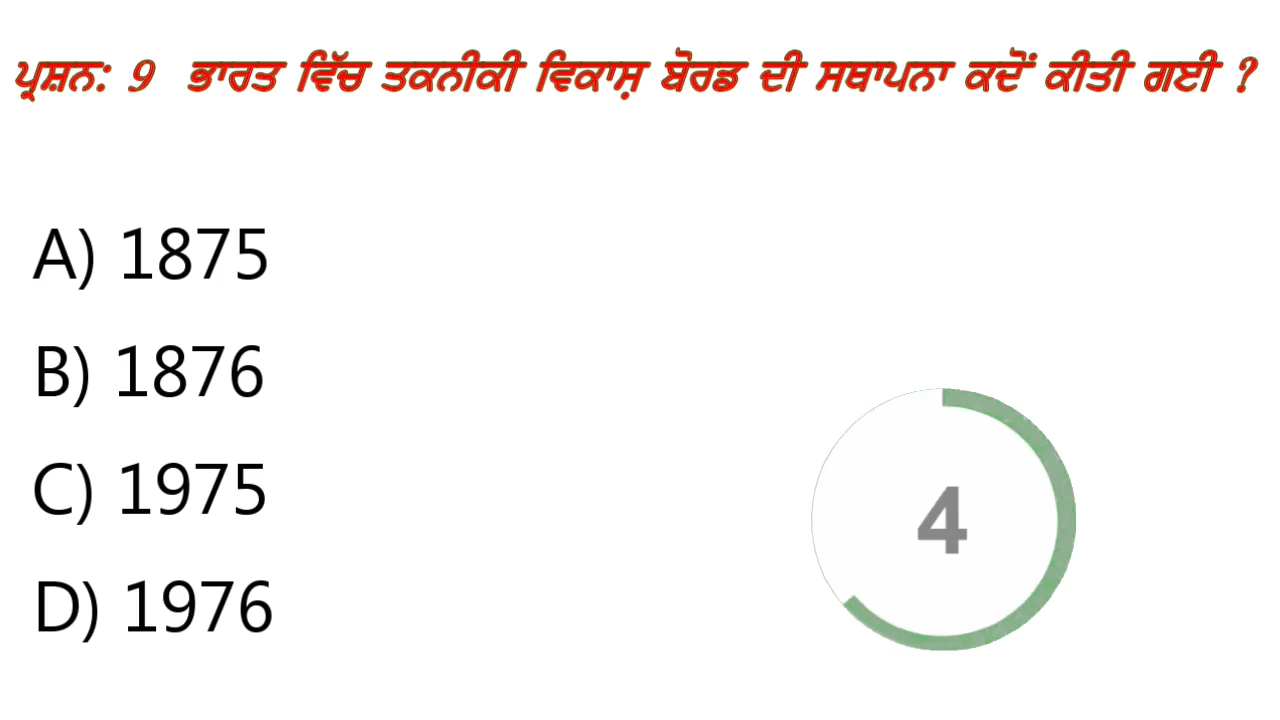 ਪ੍ਰਸ਼ਨ: 9 ਭਾਰਤ ਵਿੱਚ ਤਕਨੀਕੀ ਵਿਕਾਸ਼ ਬੋਰਡ ਦੀ ਸਥਾਪਨਾ ਕਦੋਂ ਕੀਤੀ ਗਈ ?
A) 1875
B) 1876
C) 1975
4
D) 1976